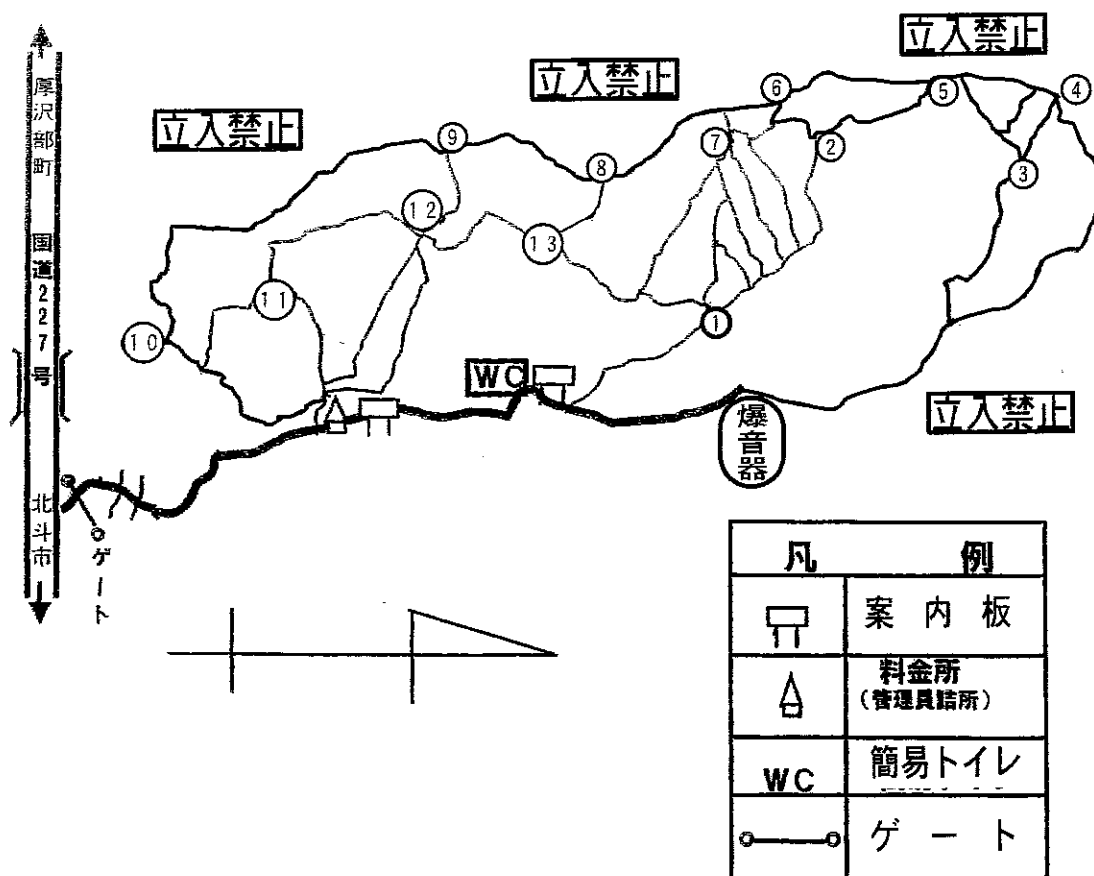 立入禁止
立入禁止
立入禁止
厚沢部町
国道227号
北斗市
ゲート
⑥
⑤
④
⑦
②
③
⑨
⑧
⑫
⑬
⑪
⑩
①
WC
爆音器
立入禁止
凡 例
案内板
料金所
(管理員詰所)
WC
簡易トイレ
ゲート